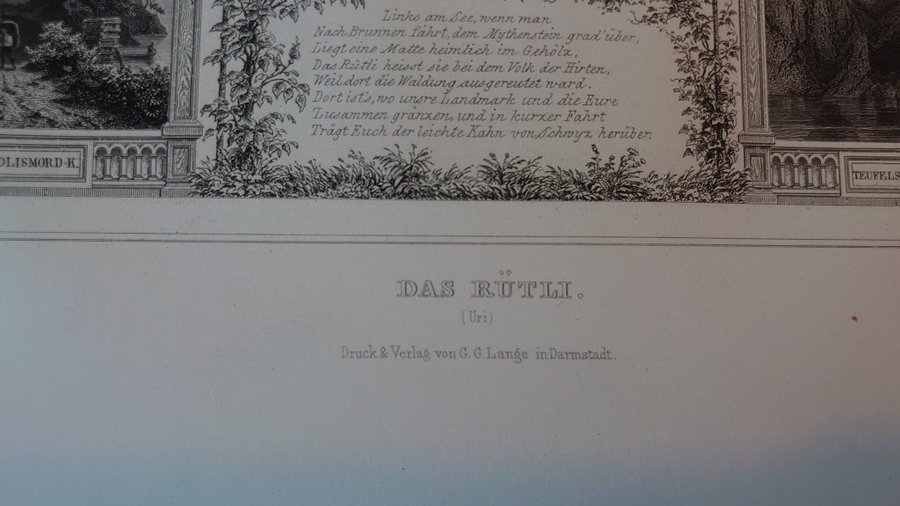 Links am See, wenn man
Nach Brunnen fährt, dem Mythenstein grad' über,
Liegt eine Matte heimlich im Gehölz,
Das Rütli heisst sie bei dem Volk der Hirten,
Weil dort die Waldung ausgereutet ward.
Dort ist's, wo unsre Landmark und die Eure
Zusammen gränzen, und in kurzer Fahrt
Trägt Euch der leichte Kahn von Schwyz herüber.
OLISMORD-K.
TEUFELS
DAS RÜTLI.
(Uri)
Druck & Verlag von G. G. Lange in Darmstadt.